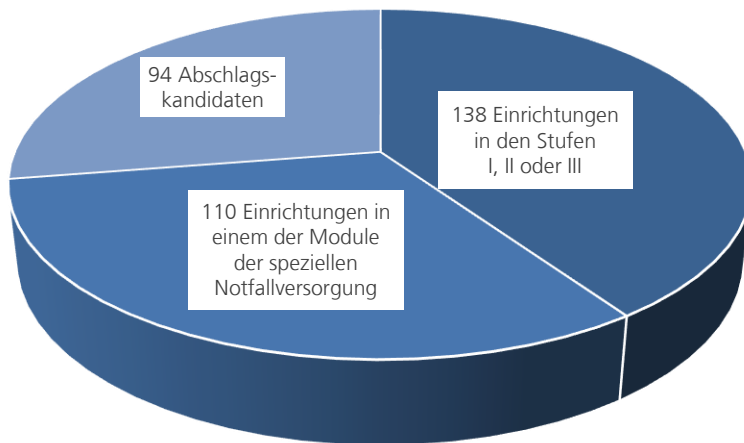 94 Abschlags-
kandidaten
138 Einrichtungen
in den Stufen
I, II oder III
110 Einrichtungen in
einem der Module
der speziellen
Notfallversorgung